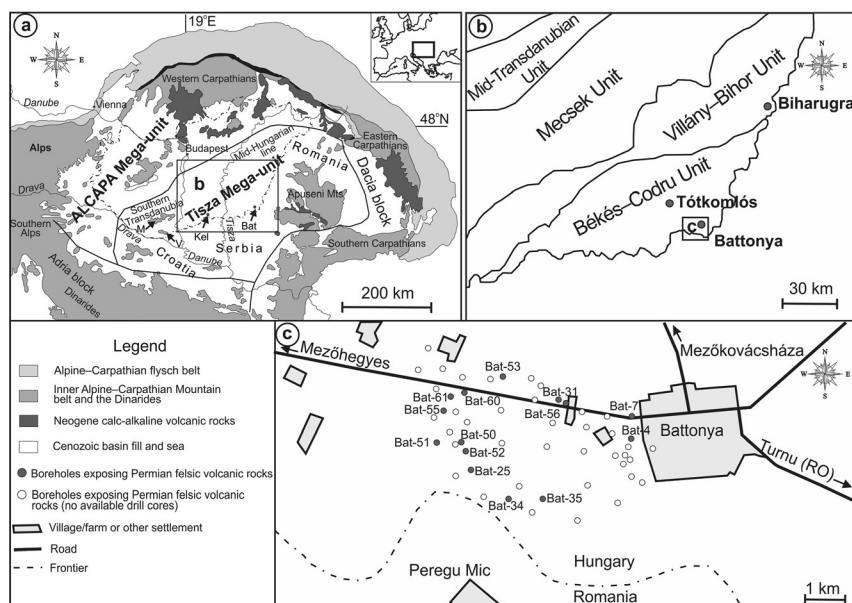 a
19°E
N
W
E
S
Danube
Vienna
Western Carpathians
48°N
Alps
ALCAPA Mega-unit
Budapest
Mid-Hungarian
line
Eastern
Carpathians
Romania
b
Tisza Mega-unit
Dacia block
Drava
Southern
Transdanubia
Apuseni Mts
M
V
Kel
Bat
Tisza
Southern
Alps
Drava
Danube
Serbia
Croatia
Southern Carpathians
Adria block
Dinarides
200 km
b
N
W
E
S
Mid-Transdanubian
Unit
Mecsek Unit
Villány–Bihor Unit
Biharugra
Békés–Codru Unit
Tótkomlós
c
Battonya
30 km
Legend
Alpine–Carpathian flysch belt
Inner Alpine–Carpathian Mountain
belt and the Dinarides
Neogene calc-alkaline volcanic rocks
Cenozoic basin fill and sea
Boreholes exposing Permian felsic volcanic rocks
Boreholes exposing Permian felsic volcanic
rocks (no available drill cores)
Village/farm or other settlement
Road
Frontier
c
Mezőhegyes
Mezőkovácsháza
N
W
E
S
Bat-53
Bat-61
Bat-60
Bat-31
Bat-55
Bat-56
Bat-7
Bat-4
Battonya
Bat-51
Bat-50
Bat-52
Bat-25
Turnu (RO)
Bat-34
Bat-35
Hungary
Peregu Mic
Romania
1 km